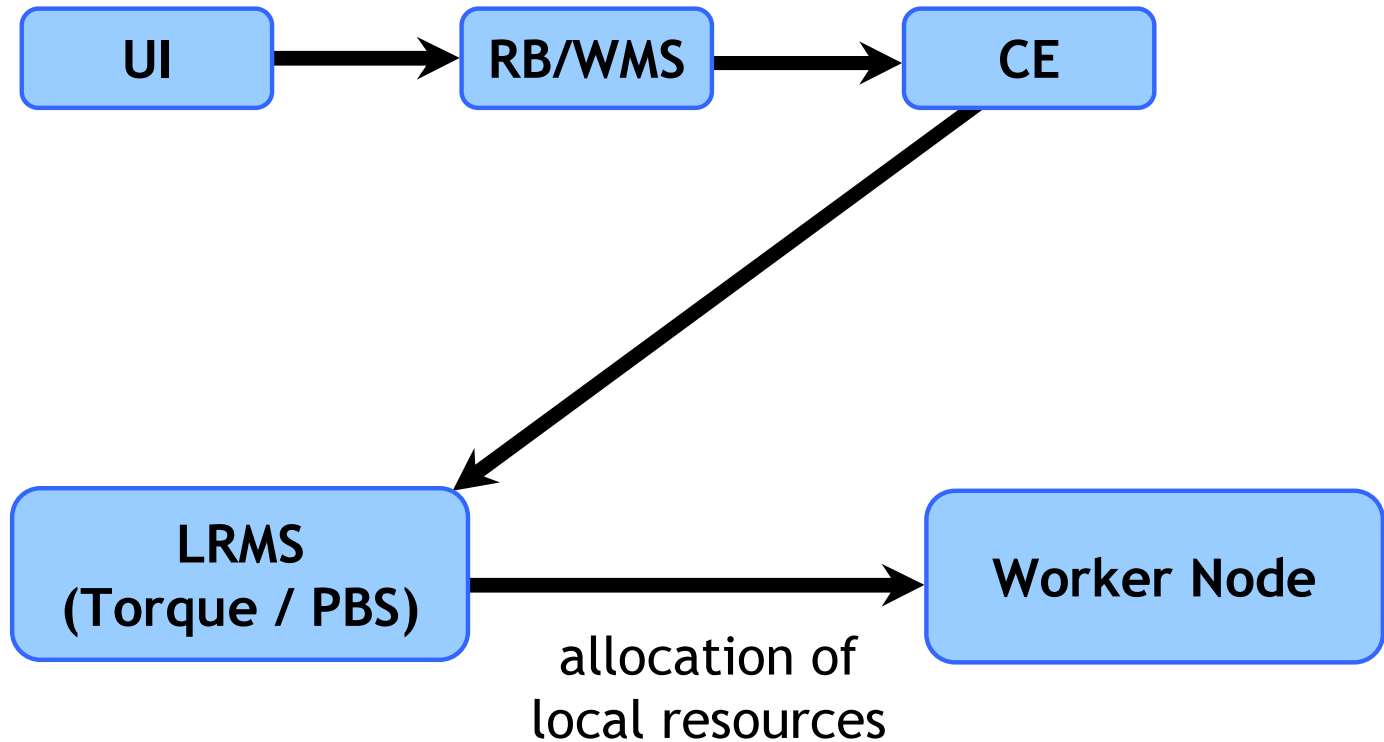 UI
RB/WMS
CE
LRMS
(Torque / PBS)
Worker Node
allocation of
local resources